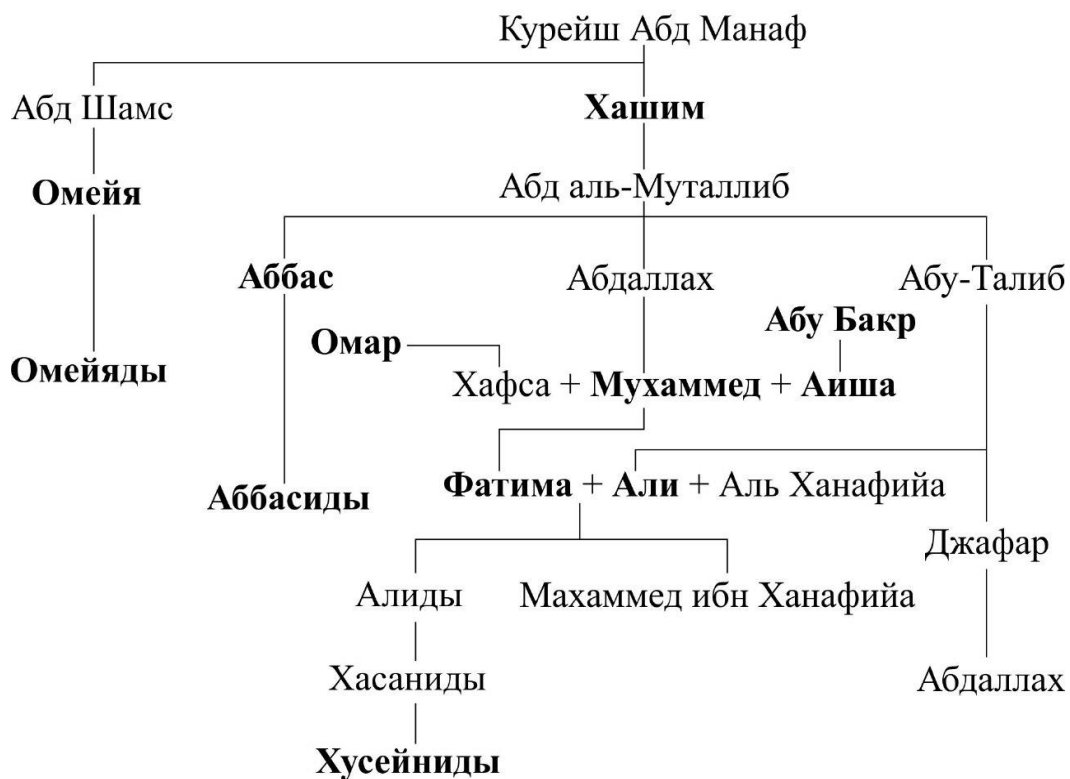 Курейш Абд Манаф
Абд Шамс
Хашим
Омейя
Абд аль-Муталлиб
Аббас
Абдаллах
Абу-Талиб
Абу Бакр
Омар
Омейяды
Хафса + Мухаммед + Аиша
Аббасиды
Фатима + Али + Аль Ханафийа
Джафар
Алиды
Махаммед ибн Ханафийа
Хасаниды
Абдаллах
Хусейниды